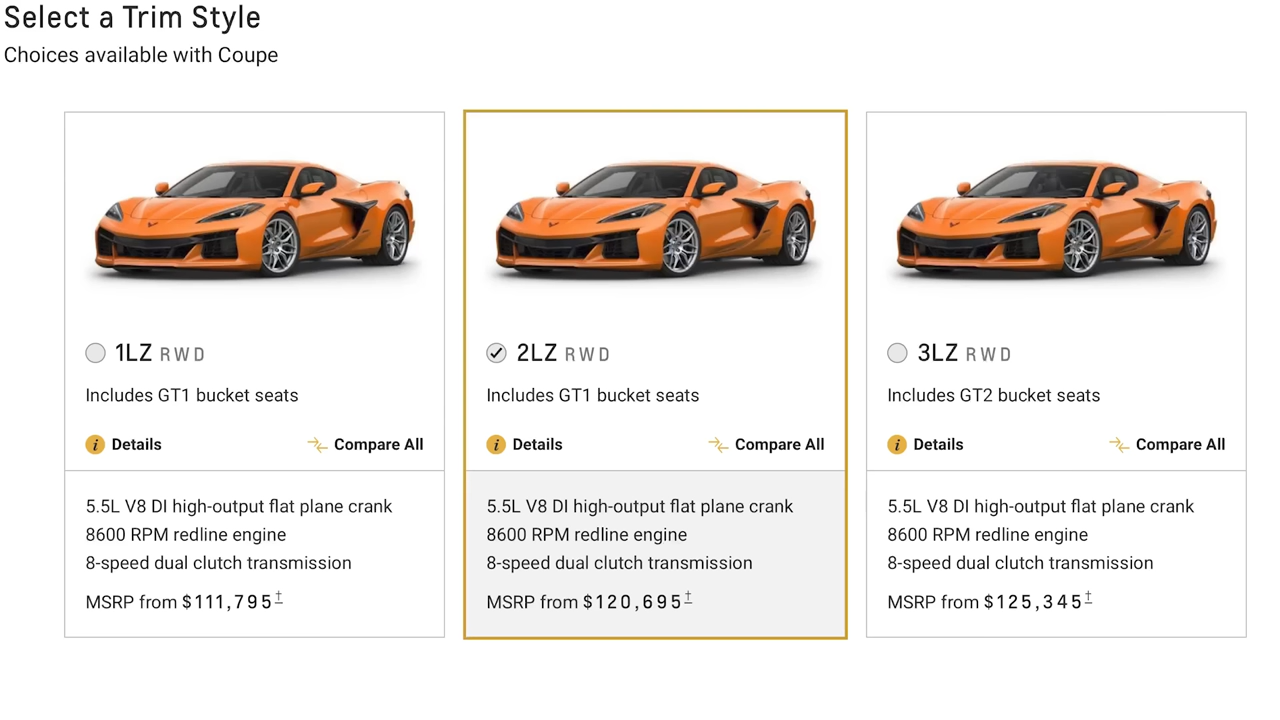 Select a Trim Style
Choices available with Coupe
1LZ RWD
Includes GT1 bucket seats
Details
Compare All
5.5L V8 DI high-output flat plane crank
8600 RPM redline engine
8-speed dual clutch transmission
MSRP from $111,795†
2LZ RWD
Includes GT1 bucket seats
Details
Compare All
5.5L V8 DI high-output flat plane crank
8600 RPM redline engine
8-speed dual clutch transmission
MSRP from $120,695†
3LZ RWD
Includes GT2 bucket seats
Details
Compare All
5.5L V8 DI high-output flat plane crank
8600 RPM redline engine
8-speed dual clutch transmission
MSRP from $125,345†